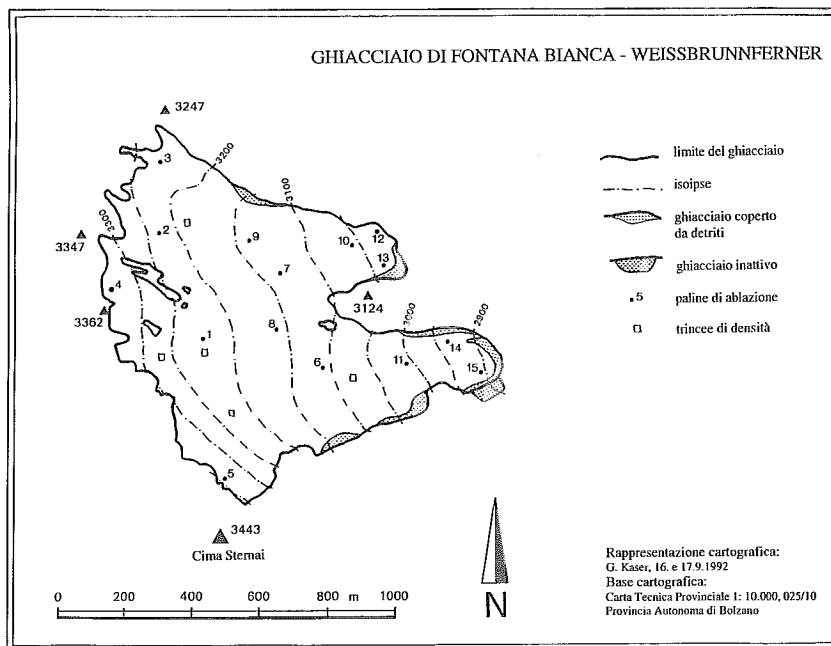 GHIACCIAIO DI FONTANA BIANCA - WEISSBRUNNFERNER
3247
3
3200
3300
3100
2
9
10
12
13
3347
7
4
3124
3362
8
1
3000
2900
14
6
11
15
5
3443
Cima Sternai
limite del ghiacciaio
isoipse
ghiacciaio coperto
da detriti
ghiacciaio inattivo
5 paline di ablazione
trincee di densità
0 200 400 600 800 m 1000
N
Rappresentazione cartografica:
G. Kaser, 16. e 17.9.1992
Base cartografica:
Carta Tecnica Provinciale 1: 10.000, 025/10
Provincia Autonoma di Bolzano